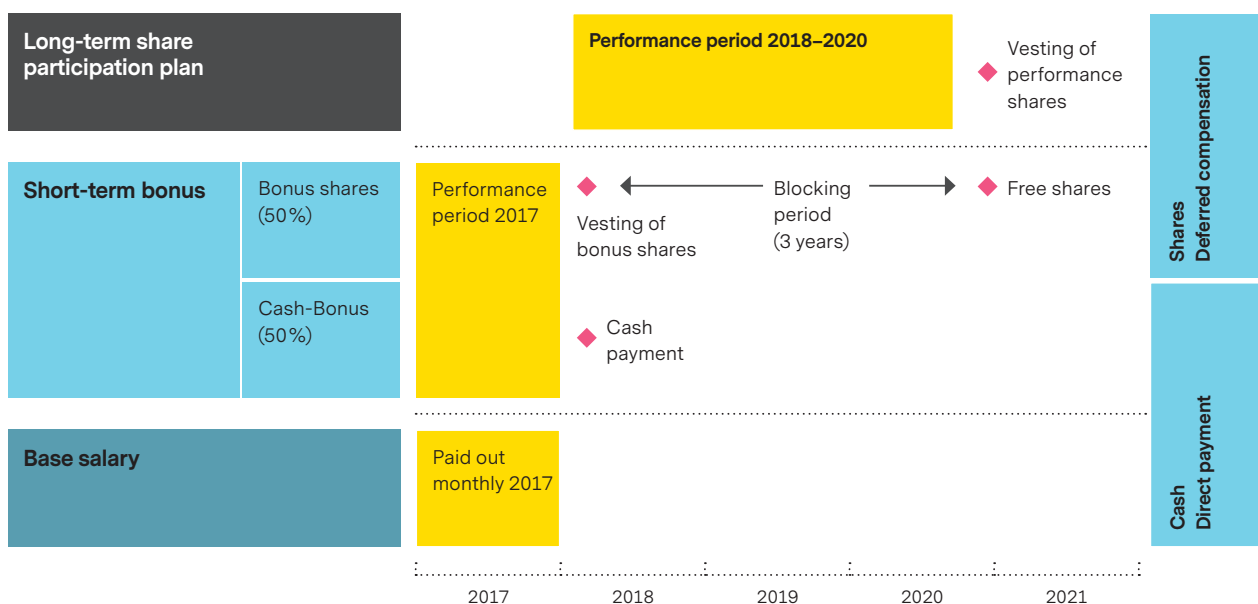 Long-term share
participation plan
Performance period 2018–2020
Vesting of
performance
shares
Short-term bonus
Bonus shares
(50%)
Performance
period 2017
Vesting of
bonus shares
Blocking
period
(3 years)
Free shares
Shares
Deferred compensation
Cash-Bonus
(50%)
Cash
payment
Base salary
Paid out
monthly 2017
Cash
Direct payment
2017
2018
2019
2020
2021